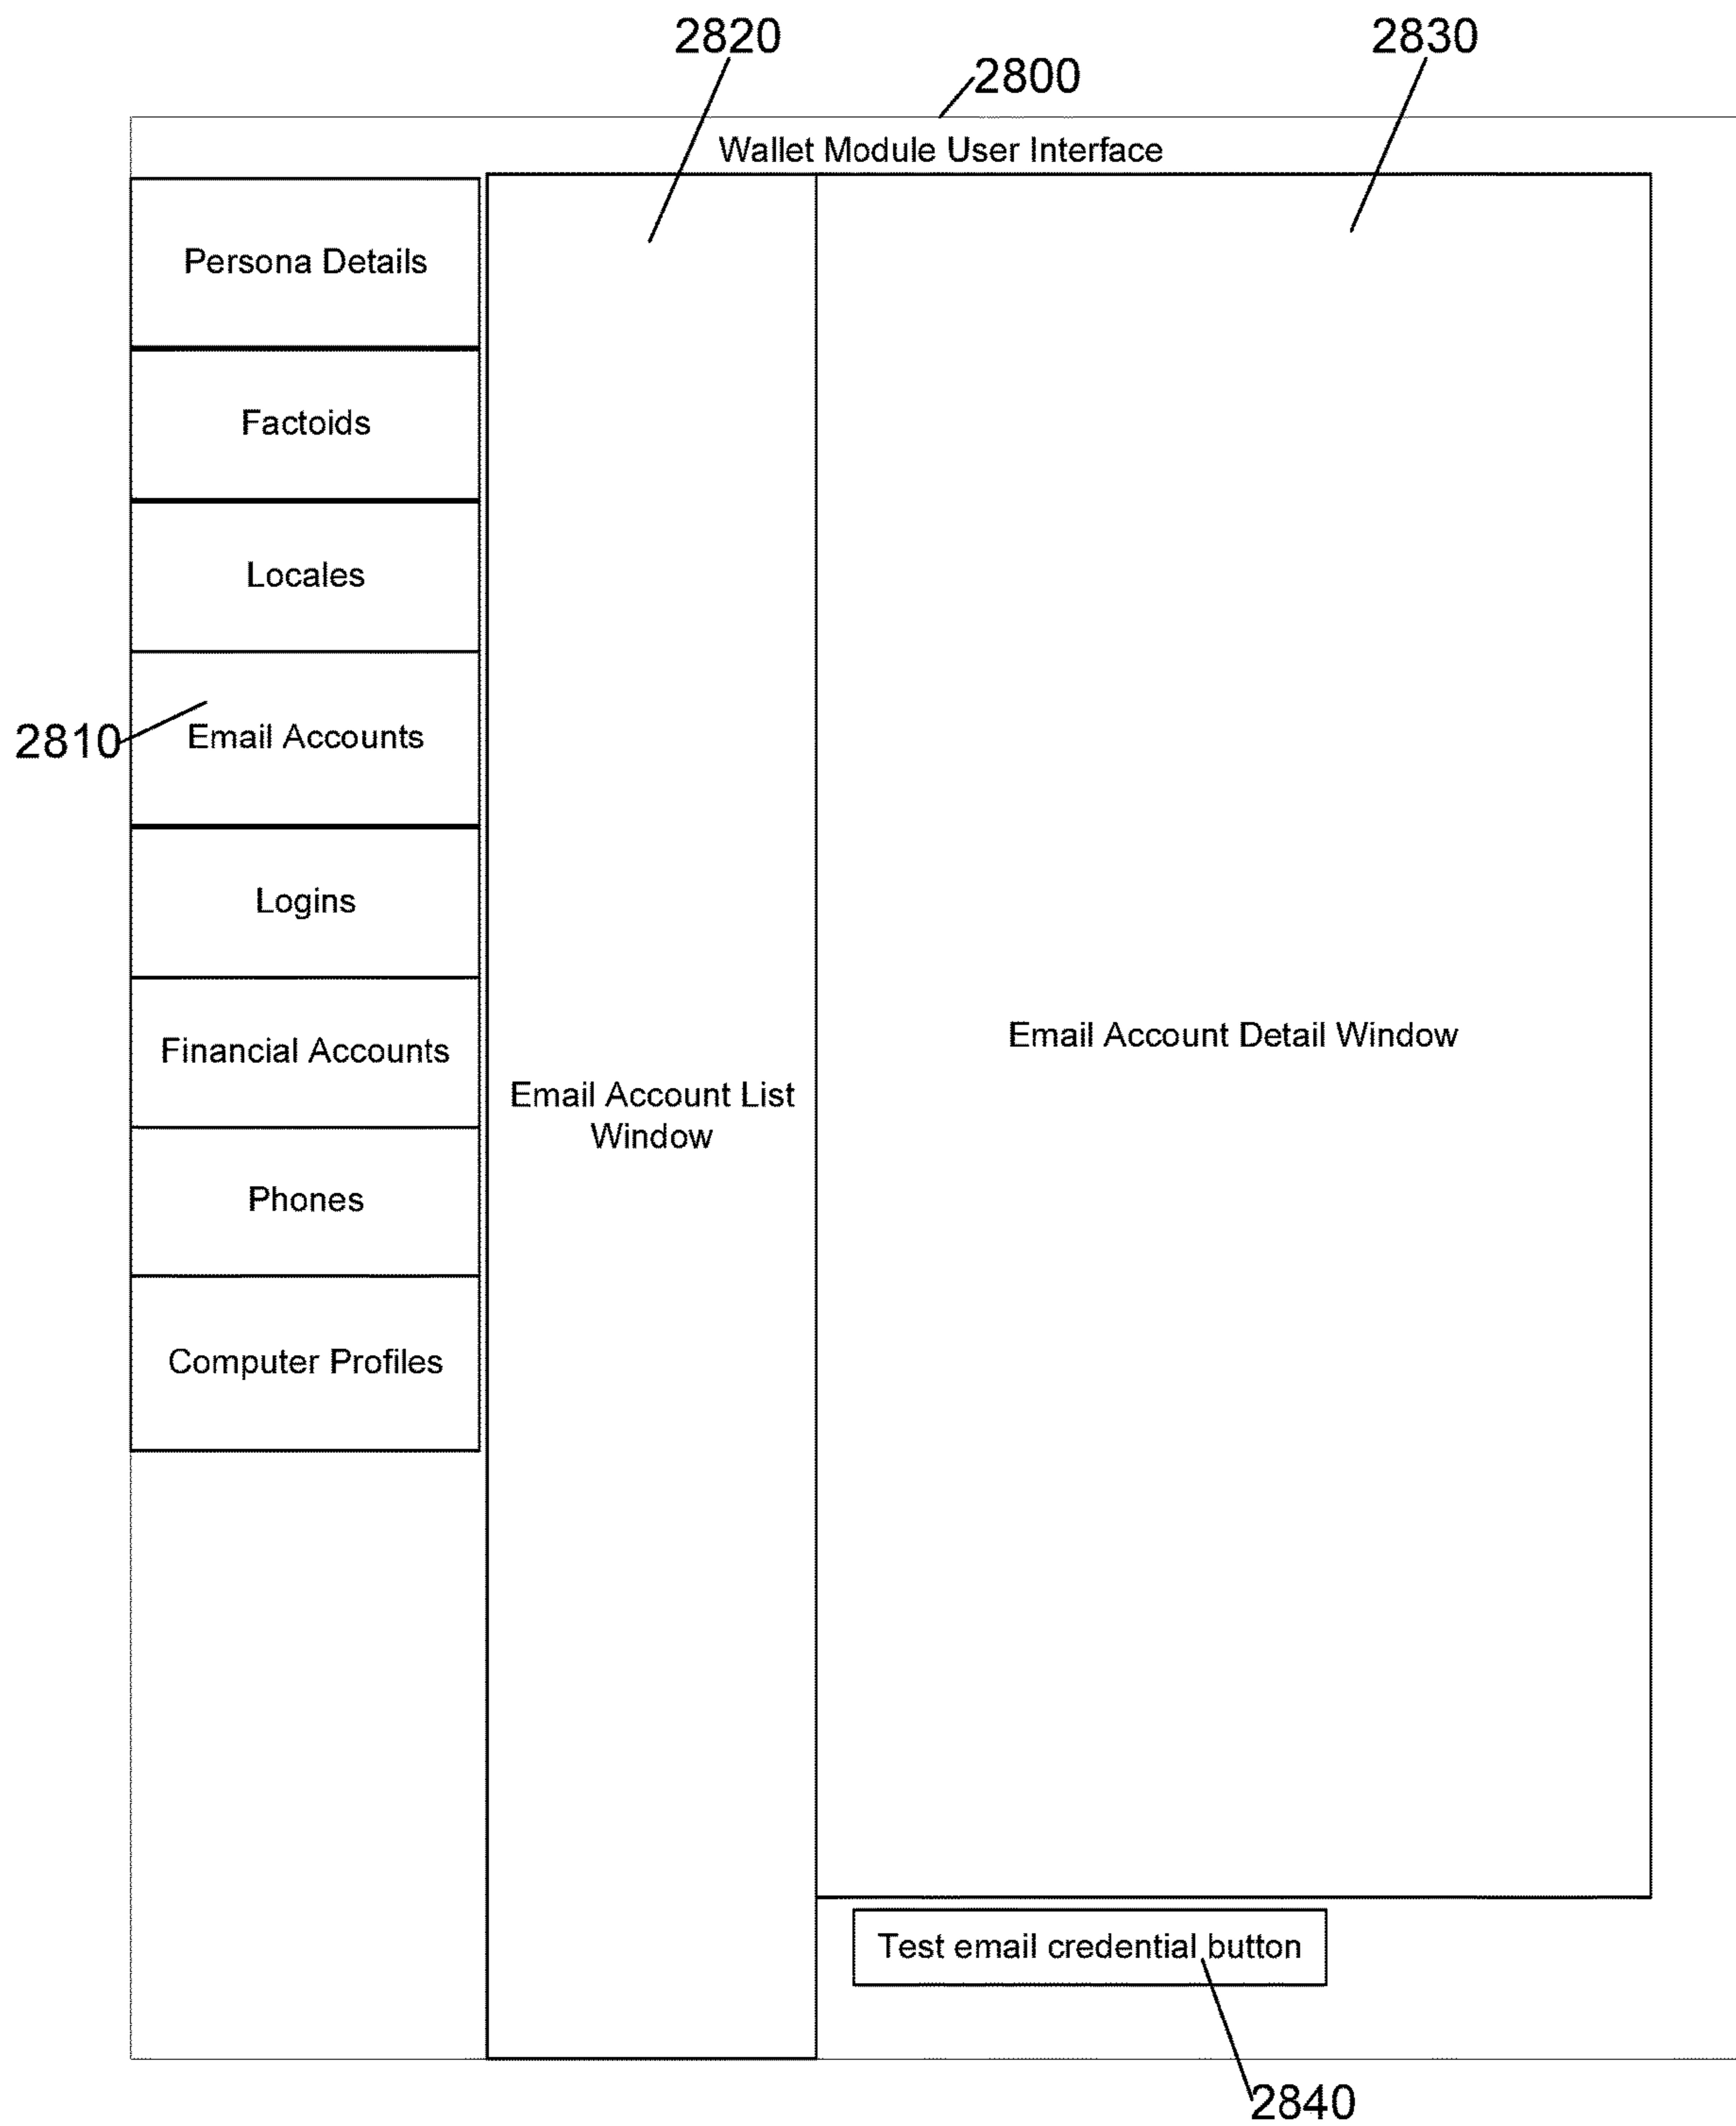 2820
2830
2800
Wallet Module User Interface
Persona Details
Factoids
Locales
2810
Email Accounts
Logins
Financial Accounts
Phones
Computer Profiles
Email Account List
Window
Email Account Detail Window
Test email credential button
2840